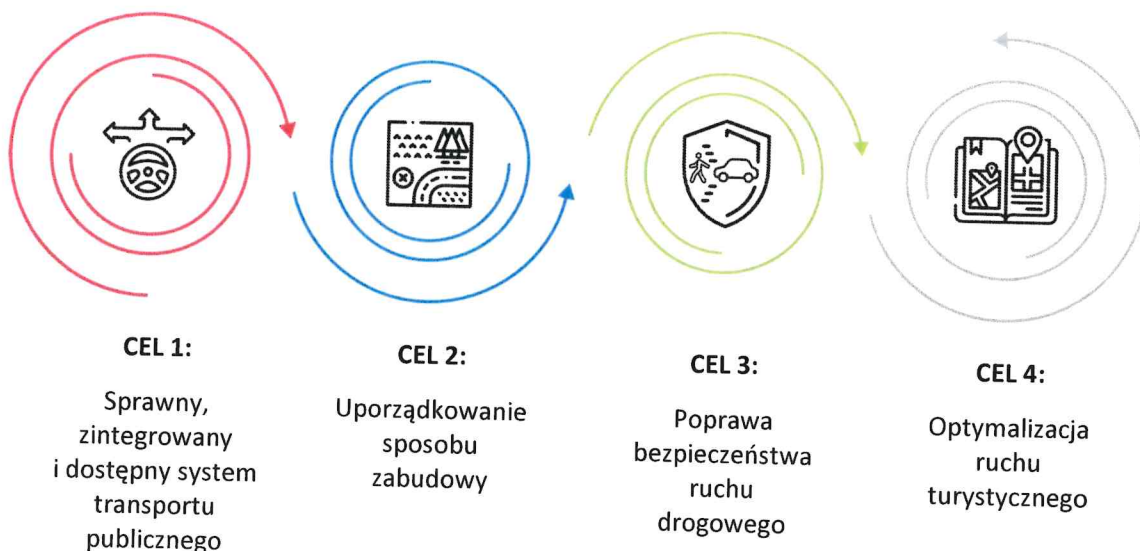 CEL 1:
Sprawny,
zintegrowany
i dostępny system
transportu
publicznego
CEL 2:
Uporządkowanie
sposobu
zabudowy
CEL 3:
Poprawa
bezpieczeństwa
ruchu
drogowego
CEL 4:
Optymalizacja
ruchu
turystycznego